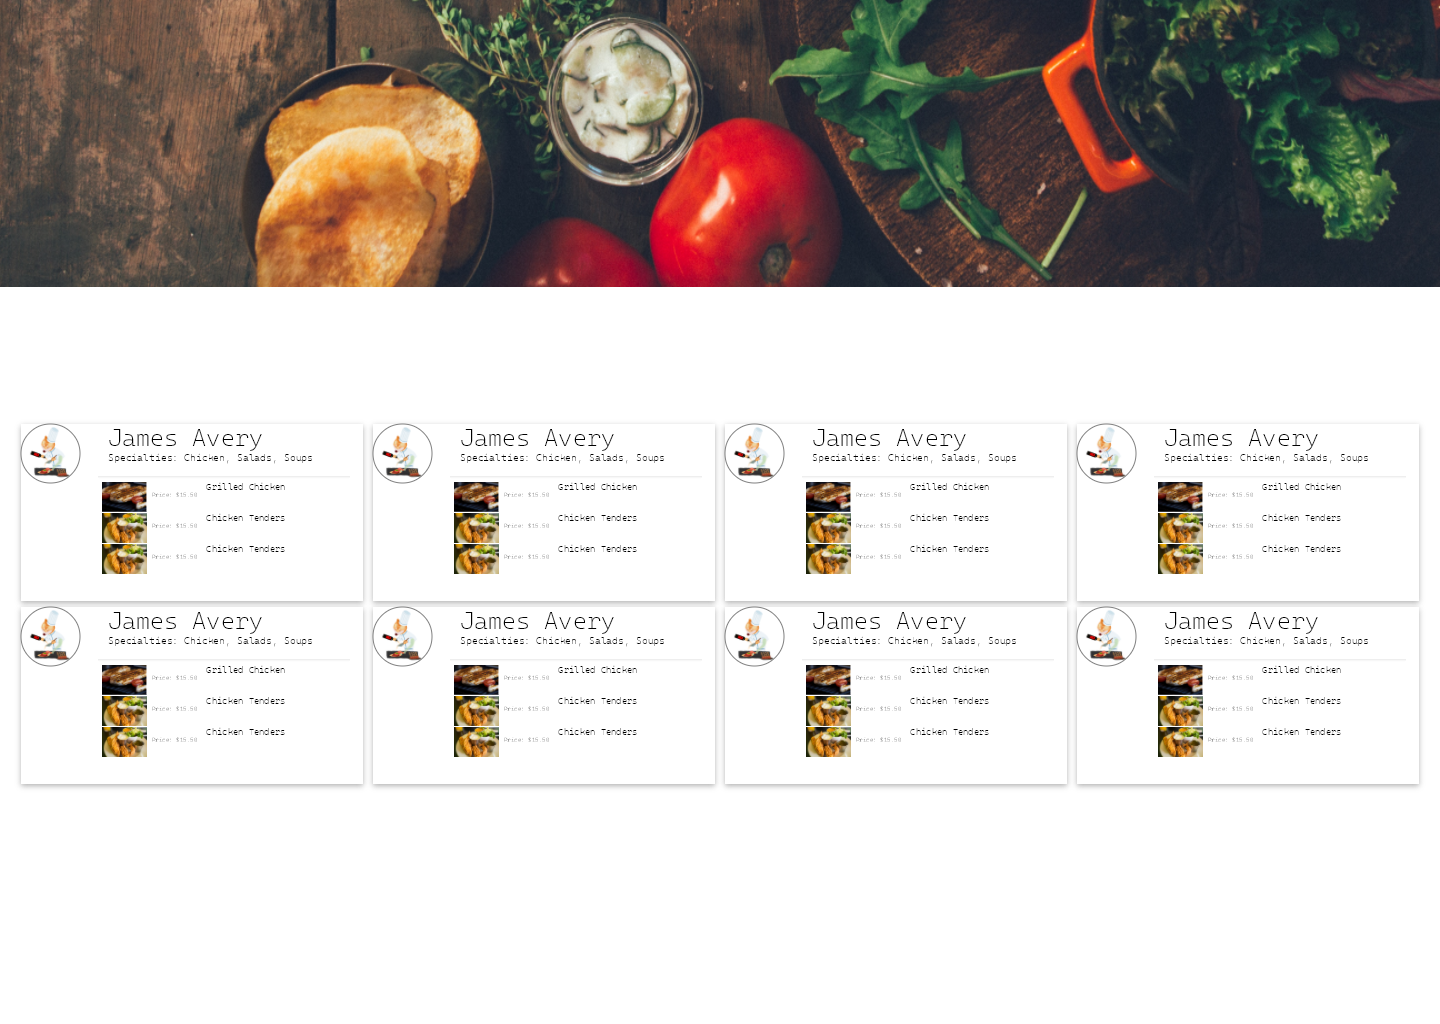 James Avery
Specialties: Chicken, Salads, Soups
Grilled Chicken
Price: $15.50
Chicken Tenders
Price: $15.50
Chicken Tenders
Price: $15.50
James Avery
Specialties: Chicken, Salads, Soups
Grilled Chicken
Price: $15.50
Chicken Tenders
Price: $15.50
Chicken Tenders
Price: $15.50
James Avery
Specialties: Chicken, Salads, Soups
Grilled Chicken
Price: $15.50
Chicken Tenders
Price: $15.50
Chicken Tenders
Price: $15.50
James Avery
Specialties: Chicken, Salads, Soups
Grilled Chicken
Price: $15.50
Chicken Tenders
Price: $15.50
Chicken Tenders
Price: $15.50
James Avery
Specialties: Chicken, Salads, Soups
Grilled Chicken
Price: $15.50
Chicken Tenders
Price: $15.50
Chicken Tenders
Price: $15.50
James Avery
Specialties: Chicken, Salads, Soups
Grilled Chicken
Price: $15.50
Chicken Tenders
Price: $15.50
Chicken Tenders
Price: $15.50
James Avery
Specialties: Chicken, Salads, Soups
Grilled Chicken
Price: $15.50
Chicken Tenders
Price: $15.50
Chicken Tenders
Price: $15.50
James Avery
Specialties: Chicken, Salads, Soups
Grilled Chicken
Price: $15.50
Chicken Tenders
Price: $15.50
Chicken Tenders
Price: $15.50